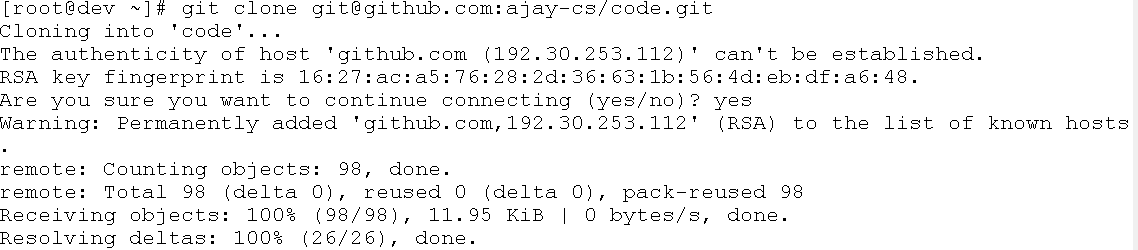 [root@dev ~]# git clone git@github.com:ajay-cs/code.git
Cloning into 'code'...
The authenticity of host 'github.com (192.30.253.112)' can't be established.
RSA key fingerprint is 16:27:ac:a5:76:28:2d:36:63:1b:56:4d:eb:df:a6:48.
Are you sure you want to continue connecting (yes/no)? yes
Warning: Permanently added 'github.com,192.30.253.112' (RSA) to the list of known hosts
.
remote: Counting objects: 98, done.
remote: Total 98 (delta 0), reused 0 (delta 0), pack-reused 98
Receiving objects: 100% (98/98), 11.95 KiB | 0 bytes/s, done.
Resolving deltas: 100% (26/26), done.